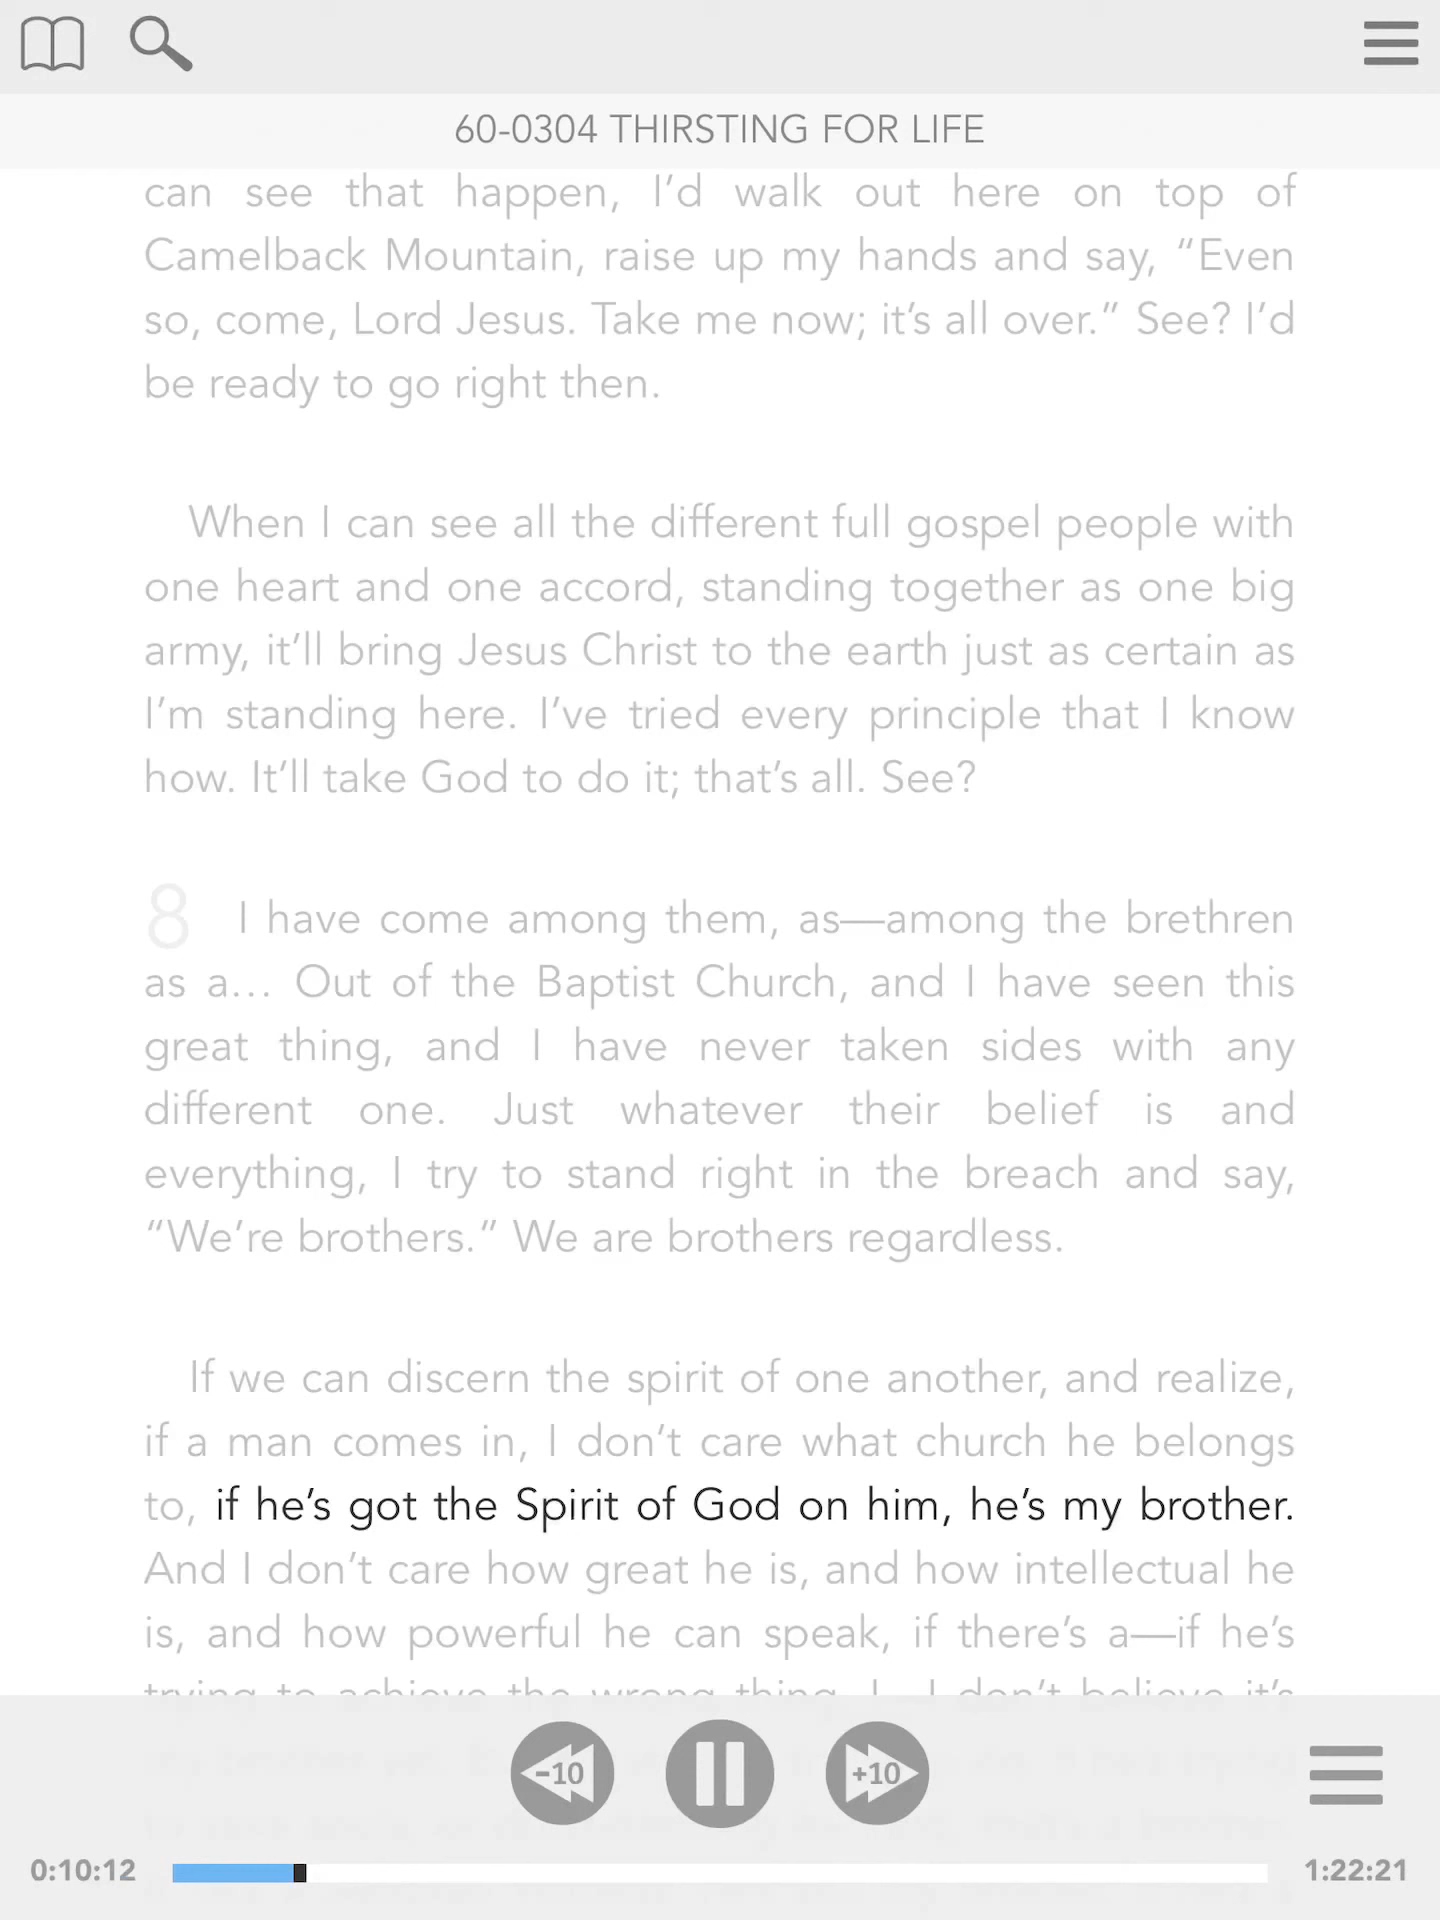 60-0304 THIRSTING FOR LIFE
can see that happen, I’d walk out here on top of
Camelback Mountain, raise up my hands and say, “Even
so, come, Lord Jesus. Take me now; it’s all over.” See? I’d
be ready to go right then.
When I can see all the different full gospel people with
one heart and one accord, standing together as one big
army, it’ll bring Jesus Christ to the earth just as certain as
I’m standing here. I’ve tried every principle that I know
how. It’ll take God to do it; that’s all. See?
8 I have come among them, as—among the brethren
as a… Out of the Baptist Church, and I have seen this
great thing, and I have never taken sides with any
different one. Just whatever their belief is and
everything, I try to stand right in the breach and say,
“We’re brothers.” We are brothers regardless.
If we can discern the spirit of one another, and realize,
if a man comes in, I don’t care what church he belongs
to, if he’s got the Spirit of God on him, he’s my brother.
And I don’t care how great he is, and how intellectual he
is, and how powerful he can speak, if there’s a—if he’s
trying to achieve the wrong thing, I—I don’t believe it’s
-10 +10
0:10:12 1:22:21